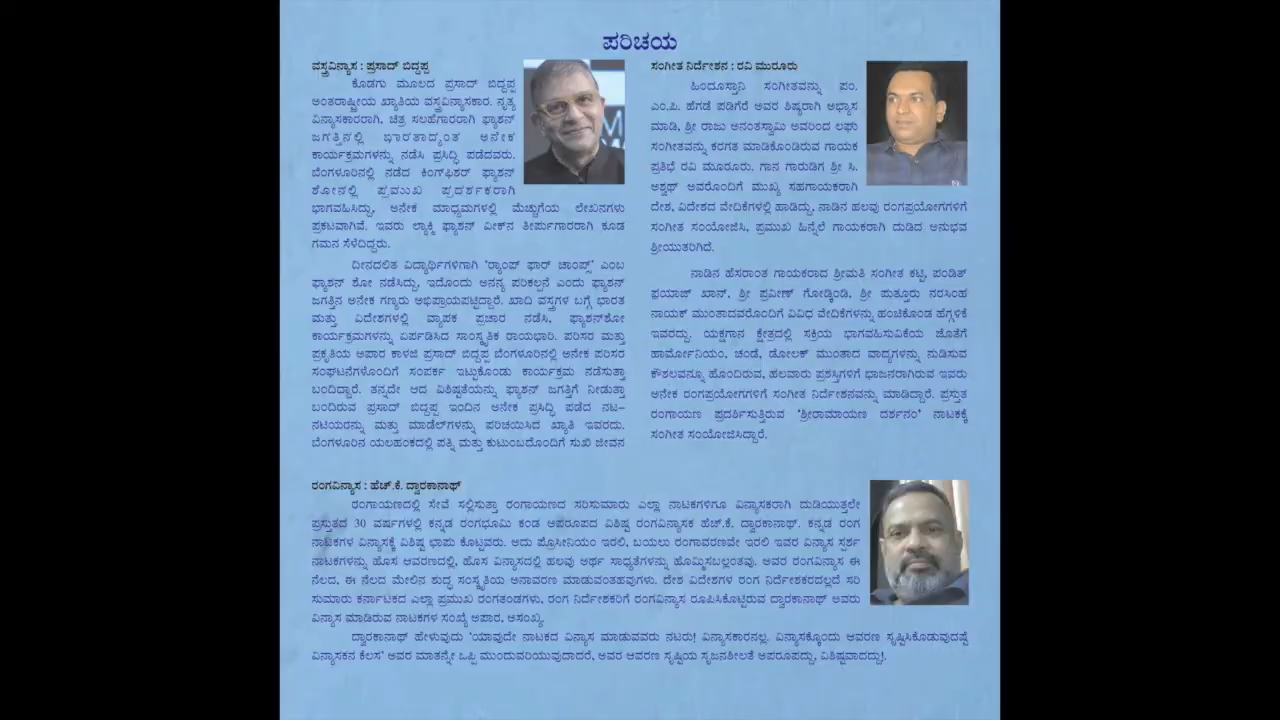 ಪರಿಚಯ
ವಸ್ತ್ರವಿನ್ಯಾಸ : ಪ್ರಸಾದ್ ಬಿದ್ದಪ್ಪ
ಕೊಡಗು ಮೂಲದ ಪ್ರಸಾದ್ ಬಿದ್ದಪ್ಪ
ಅಂತರಾಷ್ಟ್ರೀಯ ಖ್ಯಾತಿಯ ವಸ್ತ್ರವಿನ್ಯಾಸಕಾರ. ನೃತ್ಯ
ವಿನ್ಯಾಸಕಾರರಾಗಿ, ಚಿತ್ರ ಸಲಹೆಗಾರರಾಗಿ ಫ್ಯಾಶನ್
ಜಗತ್ತಿನಲ್ಲಿ ಭಾರತಾದ್ಯಂತ ಅನೇಕ
ಕಾರ್ಯಕ್ರಮಗಳನ್ನು ನಡೆಸಿ ಪ್ರಸಿದ್ಧಿ ಪಡೆದವರು.
ಬೆಂಗಳೂರಿನಲ್ಲಿ ನಡೆದ ಕಿಂಗ್‌ಫಿಶರ್ ಫ್ಯಾಶನ್
ಶೋನಲ್ಲಿ ಪ್ರಮುಖ ಪ್ರದರ್ಶಕರಾಗಿ
ಭಾಗವಹಿಸಿದ್ದು, ಅನೇಕ ಮಾಧ್ಯಮಗಳಲ್ಲಿ ಮೆಚ್ಚುಗೆಯ ಲೇಖನಗಳು
ಪ್ರಕಟವಾಗಿವೆ. ಇವರು ಲ್ಯಾಕ್ಮಿ ಫ್ಯಾಶನ್ ವೀಕ್‌ನ ತೀರ್ಪುಗಾರರಾಗಿ ಕೂಡ
ಗಮನ ಸೆಳೆದಿದ್ದರು.
ದೀನದಲಿತ ವಿದ್ಯಾರ್ಥಿಗಳಿಗಾಗಿ 'ರ‍್ಯಾಂಪ್ ಫಾರ್ ಚಾಂಪ್ಸ್' ಎಂಬ
ಫ್ಯಾಶನ್ ಶೋ ನಡೆಸಿದ್ದು, ಇದೊಂದು ಅನನ್ಯ ಪರಿಕಲ್ಪನೆ ಎಂದು ಫ್ಯಾಶನ್
ಜಗತ್ತಿನ ಅನೇಕ ಗಣ್ಯರು ಅಭಿಪ್ರಾಯಪಟ್ಟಿದ್ದಾರೆ. ಖಾದಿ ವಸ್ತ್ರಗಳ ಬಗ್ಗೆ ಭಾರತ
ಮತ್ತು ವಿದೇಶಗಳಲ್ಲಿ ವ್ಯಾಪಕ ಪ್ರಚಾರ ನಡೆಸಿ, ಫ್ಯಾಶನ್‌ಶೋ
ಕಾರ್ಯಕ್ರಮಗಳನ್ನು ಏರ್ಪಡಿಸಿದ ಸಾಂಸ್ಕೃತಿಕ ರಾಯಭಾರಿ. ಪರಿಸರ ಮತ್ತು
ಪ್ರಕೃತಿಯ ಅಪಾರ ಕಾಳಜಿ ಪ್ರಸಾದ್ ಬಿದ್ದಪ್ಪ ಬೆಂಗಳೂರಿನಲ್ಲಿ ಅನೇಕ ಪರಿಸರ
ಸಂಘಟನೆಗಳೊಂದಿಗೆ ಸಂಪರ್ಕ ಇಟ್ಟುಕೊಂಡು ಕಾರ್ಯಕ್ರಮ ನಡೆಸುತ್ತಾ
ಬಂದಿದ್ದಾರೆ. ತನ್ನದೇ ಆದ ವಿಶಿಷ್ಟತೆಯನ್ನು ಫ್ಯಾಶನ್ ಜಗತ್ತಿಗೆ ನೀಡುತ್ತಾ
ಬಂದಿರುವ ಪ್ರಸಾದ್ ಬಿದ್ದಪ್ಪ ಇಂದಿನ ಅನೇಕ ಪ್ರಸಿದ್ಧಿ ಪಡೆದ ನಟ–
ನಟಿಯರನ್ನು ಮತ್ತು ಮಾಡೆಲ್‌ಗಳನ್ನು ಪರಿಚಯಿಸಿದ ಖ್ಯಾತಿ ಇವರದು.
ಬೆಂಗಳೂರಿನ ಯಲಹಂಕದಲ್ಲಿ ಪತ್ನಿ ಮತ್ತು ಕುಟುಂಬದೊಂದಿಗೆ ಸುಖಿ ಜೀವನ
ಸಂಗೀತ ನಿರ್ದೇಶನ : ರವಿ ಮುರೂರು
ಹಿಂದೂಸ್ತಾನಿ ಸಂಗೀತವನ್ನು ಪಂ.
ಎಂ.ಪಿ. ಹೆಗಡೆ ಪಡಿಗೆರೆ ಅವರ ಶಿಷ್ಯರಾಗಿ ಅಭ್ಯಾಸ
ಮಾಡಿ, ಶ್ರೀ ರಾಜು ಅನಂತಸ್ವಾಮಿ ಅವರಿಂದ ಲಘು
ಸಂಗೀತವನ್ನು ಕರಗತ ಮಾಡಿಕೊಂಡಿರುವ ಗಾಯಕ
ಪ್ರತಿಭೆ ರವಿ ಮೂರೂರು. ಗಾನ ಗಾರುಡಿಗ ಶ್ರೀ ಸಿ.
ಅಶ್ವಥ್ ಅವರೊಂದಿಗೆ ಮುಖ್ಯ ಸಹಗಾಯಕರಾಗಿ
ದೇಶ, ವಿದೇಶದ ವೇದಿಕೆಗಳಲ್ಲಿ ಹಾಡಿದ್ದು, ನಾಡಿನ ಹಲವು ರಂಗಪ್ರಯೋಗಗಳಿಗೆ
ಸಂಗೀತ ಸಂಯೋಜಿಸಿ, ಪ್ರಮುಖ ಹಿನ್ನೆಲೆ ಗಾಯಕರಾಗಿ ದುಡಿದ ಅನುಭವ
ಶ್ರೀಯುತರಿಗಿದೆ.
ನಾಡಿನ ಹೆಸರಾಂತ ಗಾಯಕರಾದ ಶ್ರೀಮತಿ ಸಂಗೀತ ಕಟ್ಟಿ, ಪಂಡಿತ್
ಫಯಾಜ್ ಖಾನ್, ಶ್ರೀ ಪ್ರವೀಣ್ ಗೋಡ್ಖಿಂಡಿ, ಶ್ರೀ ಪುತ್ತೂರು ನರಸಿಂಹ
ನಾಯಕ್ ಮುಂತಾದವರೊಂದಿಗೆ ವಿವಿಧ ವೇದಿಕೆಗಳನ್ನು ಹಂಚಿಕೊಂಡ ಹೆಗ್ಗಳಿಕೆ
ಇವರದ್ದು. ಯಕ್ಷಗಾನ ಕ್ಷೇತ್ರದಲ್ಲಿ ಸಕ್ರಿಯ ಭಾಗವಹಿಸುವಿಕೆಯ ಜೊತೆಗೆ
ಹಾರ್ಮೋನಿಯಂ, ಚಂಡೆ, ಡೋಲಕ್ ಮುಂತಾದ ವಾದ್ಯಗಳನ್ನು ನುಡಿಸುವ
ಕೌಶಲವನ್ನೂ ಹೊಂದಿರುವ, ಹಲವಾರು ಪ್ರಶಸ್ತಿಗಳಿಗೆ ಭಾಜನರಾಗಿರುವ ಇವರು
ಅನೇಕ ರಂಗಪ್ರಯೋಗಗಳಿಗೆ ಸಂಗೀತ ನಿರ್ದೇಶನವನ್ನು ಮಾಡಿದ್ದಾರೆ. ಪ್ರಸ್ತುತ
ರಂಗಾಯಣ ಪ್ರದರ್ಶಿಸುತ್ತಿರುವ 'ಶ್ರೀರಾಮಾಯಣ ದರ್ಶನಂ' ನಾಟಕಕ್ಕೆ
ಸಂಗೀತ ಸಂಯೋಜಿಸಿದ್ದಾರೆ.
ರಂಗವಿನ್ಯಾಸ : ಹೆಚ್.ಕೆ. ದ್ವಾರಕಾನಾಥ್
ರಂಗಾಯಣದಲ್ಲಿ ಸೇವೆ ಸಲ್ಲಿಸುತ್ತಾ ರಂಗಾಯಣದ ಸರಿಸುಮಾರು ಎಲ್ಲಾ ನಾಟಕಗಳಿಗೂ ವಿನ್ಯಾಸಕರಾಗಿ ದುಡಿಯುತ್ತಲೇ
ಪ್ರಸ್ತುತದ 30 ವರ್ಷಗಳಲ್ಲಿ ಕನ್ನಡ ರಂಗಭೂಮಿ ಕಂಡ ಅಪರೂಪದ ವಿಶಿಷ್ಟ ರಂಗವಿನ್ಯಾಸಕ ಹೆಚ್.ಕೆ. ದ್ವಾರಕಾನಾಥ್. ಕನ್ನಡ ರಂಗ
ನಾಟಕಗಳ ವಿನ್ಯಾಸಕ್ಕೆ ವಿಶಿಷ್ಟ ಛಾಪು ಕೊಟ್ಟವರು. ಅದು ಪ್ರೊಸೀನಿಯಂ ಇರಲಿ, ಬಯಲು ರಂಗಾವರಣವೇ ಇರಲಿ ಇವರ ವಿನ್ಯಾಸ ಸ್ಪರ್ಶ
ನಾಟಕಗಳನ್ನು ಹೊಸ ಆವರಣದಲ್ಲಿ, ಹೊಸ ವಿನ್ಯಾಸದಲ್ಲಿ ಹಲವು ಅರ್ಥ ಸಾಧ್ಯತೆಗಳನ್ನು ಹೊಮ್ಮಿಸಬಲ್ಲಂತವು. ಅವರ ರಂಗವಿನ್ಯಾಸ ಈ
ನೆಲದ, ಈ ನೆಲದ ಮೇಲಿನ ಶುದ್ಧ ಸಂಸ್ಕೃತಿಯ ಅನಾವರಣ ಮಾಡುವಂತಹವುಗಳು. ದೇಶ ವಿದೇಶಗಳ ರಂಗ ನಿರ್ದೇಶಕರದಲ್ಲದೆ ಸರಿ
ಸುಮಾರು ಕರ್ನಾಟಕದ ಎಲ್ಲಾ ಪ್ರಮುಖ ರಂಗತಂಡಗಳು, ರಂಗ ನಿರ್ದೇಶಕರಿಗೆ ರಂಗವಿನ್ಯಾಸ ರೂಪಿಸಿಕೊಟ್ಟಿರುವ ದ್ವಾರಕಾನಾಥ್ ಅವರು
ವಿನ್ಯಾಸ ಮಾಡಿರುವ ನಾಟಕಗಳ ಸಂಖ್ಯೆ ಅಪಾರ, ಅಸಂಖ್ಯ.
ದ್ವಾರಕಾನಾಥ್ ಹೇಳುವುದು 'ಯಾವುದೇ ನಾಟಕದ ವಿನ್ಯಾಸ ಮಾಡುವವರು ನಟರು! ವಿನ್ಯಾಸಕಾರನಲ್ಲ. ವಿನ್ಯಾಸಕ್ಕೊಂದು ಆವರಣ ಸೃಷ್ಟಿಸಿಕೊಡುವುದಷ್ಟೆ
ವಿನ್ಯಾಸಕನ ಕೆಲಸ' ಅವರ ಮಾತನ್ನೇ ಒಪ್ಪಿ ಮುಂದುವರಿಯುವುದಾದರೆ, ಅವರ ಆವರಣ ಸೃಷ್ಟಿಯ ಸೃಜನಶೀಲತೆ ಅಪರೂಪದ್ದು, ವಿಶಿಷ್ಟವಾದದ್ದು!.